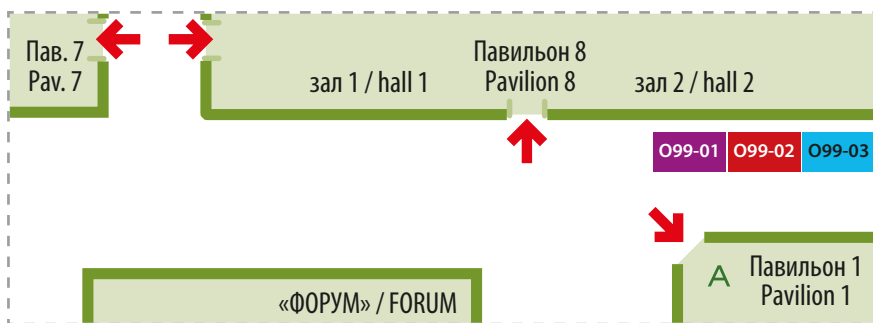 Пав. 7
Pav. 7
зал 1 / hall 1
Павильон 8
Pavilion 8
зал 2 / hall 2
O99-01 O99-02 O99-03
«ФОРУМ» / FORUM
A
Павильон 1
Pavilion 1